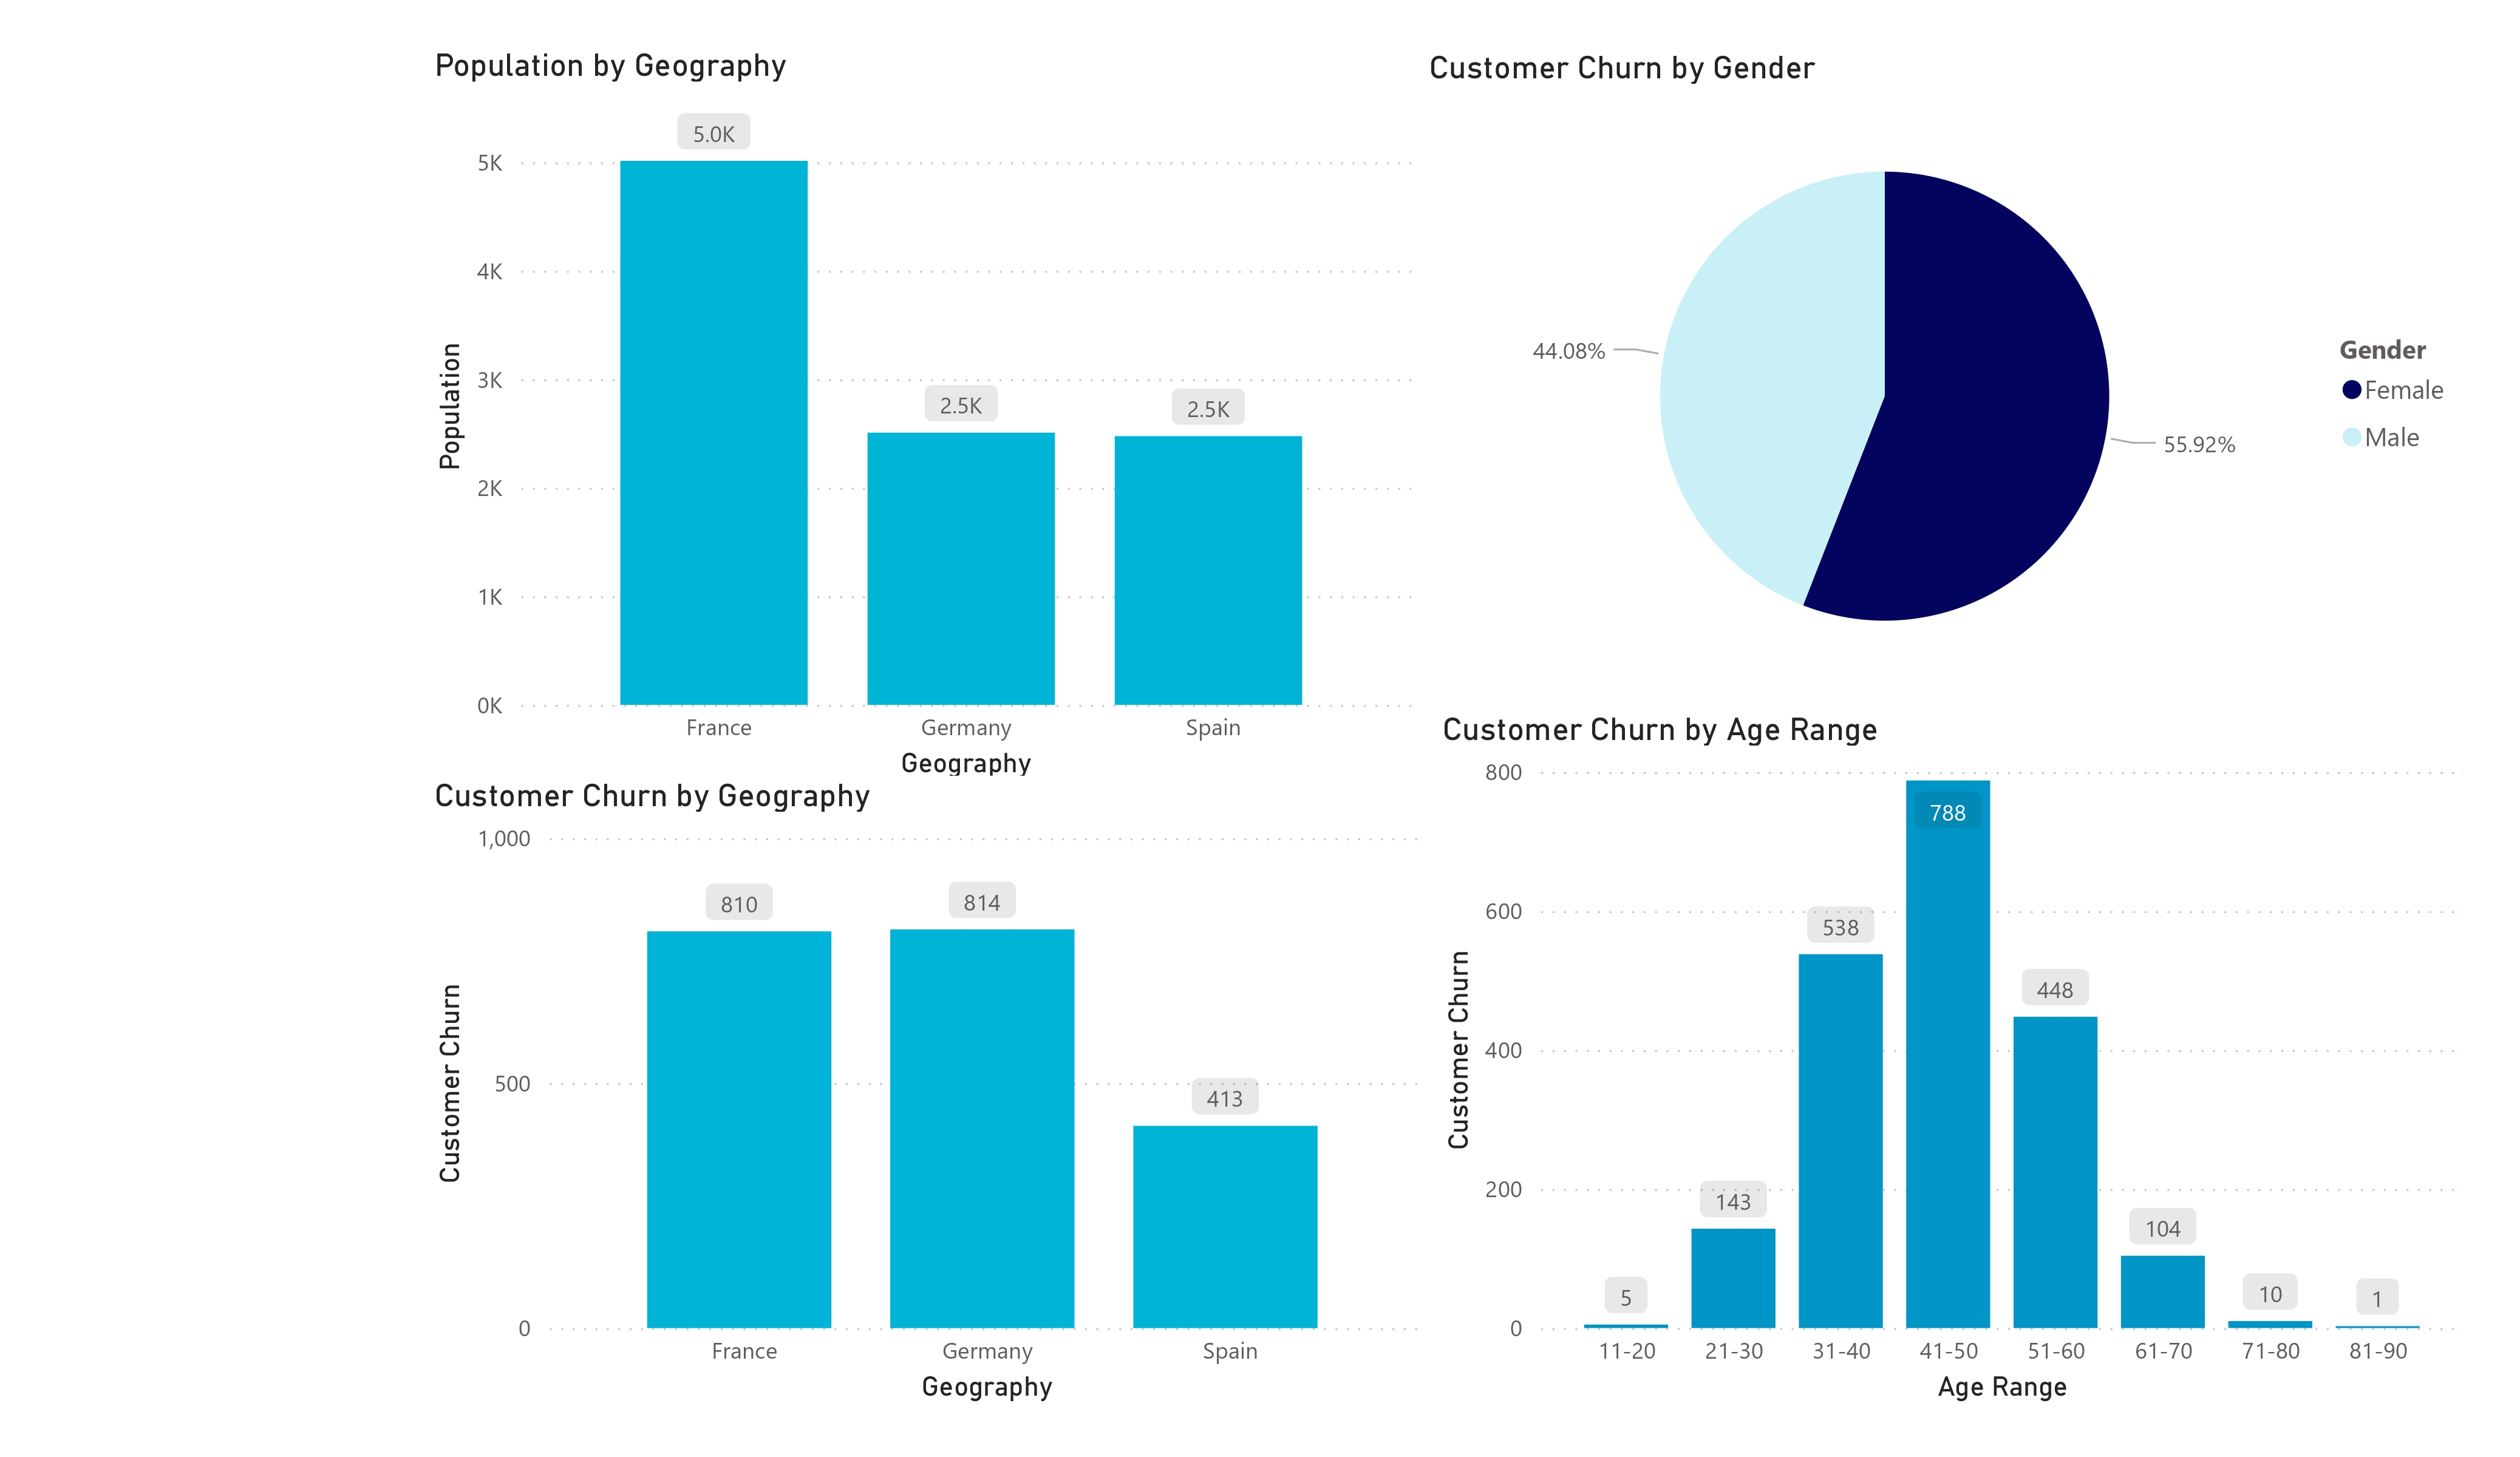 Population by Geography
5.0K
5K
4K
3K
2.5K
2.5K
2K
1K
0K
Population
France
Germany
Spain
Geography
Customer Churn by Gender
44.08%
55.92%
Gender
Female
Male
Customer Churn by Geography
1,000
810
814
500
413
0
Customer Churn
France
Germany
Spain
Geography
Customer Churn by Age Range
800
788
600
538
448
400
200
143
104
5
10
1
0
Customer Churn
11-20
21-30
31-40
41-50
51-60
61-70
71-80
81-90
Age Range